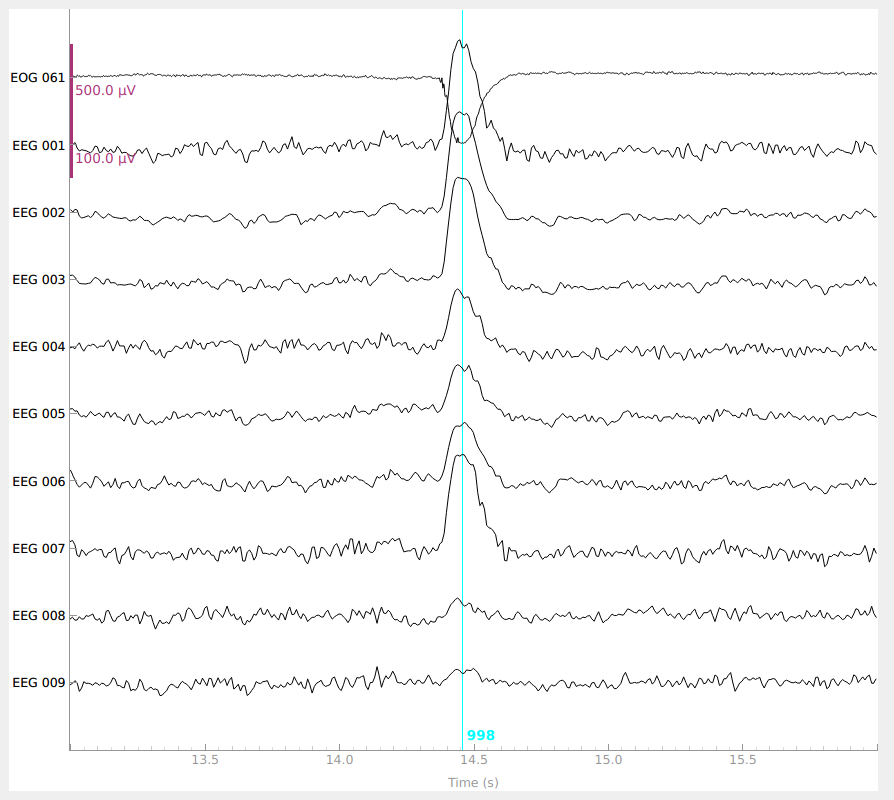 EOG 061
500.0 µV
EEG 001
100.0 µV
EEG 002
EEG 003
EEG 004
EEG 005
EEG 006
EEG 007
EEG 008
EEG 009
998
13.5 14.0 14.5 15.0 15.5
Time (s)